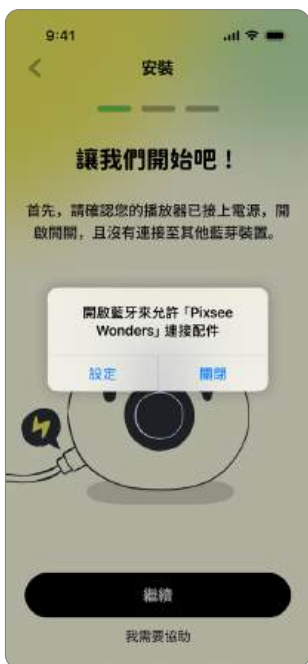 9:41
安裝
讓我們開始吧！
首先，請確認您的播放器已接上電源，開
啟開關，且沒有連接至其他藍芽裝置。
開啟藍牙來允許「Pixsee
Wonders」連接配件
設定
關閉
繼續
我需要協助